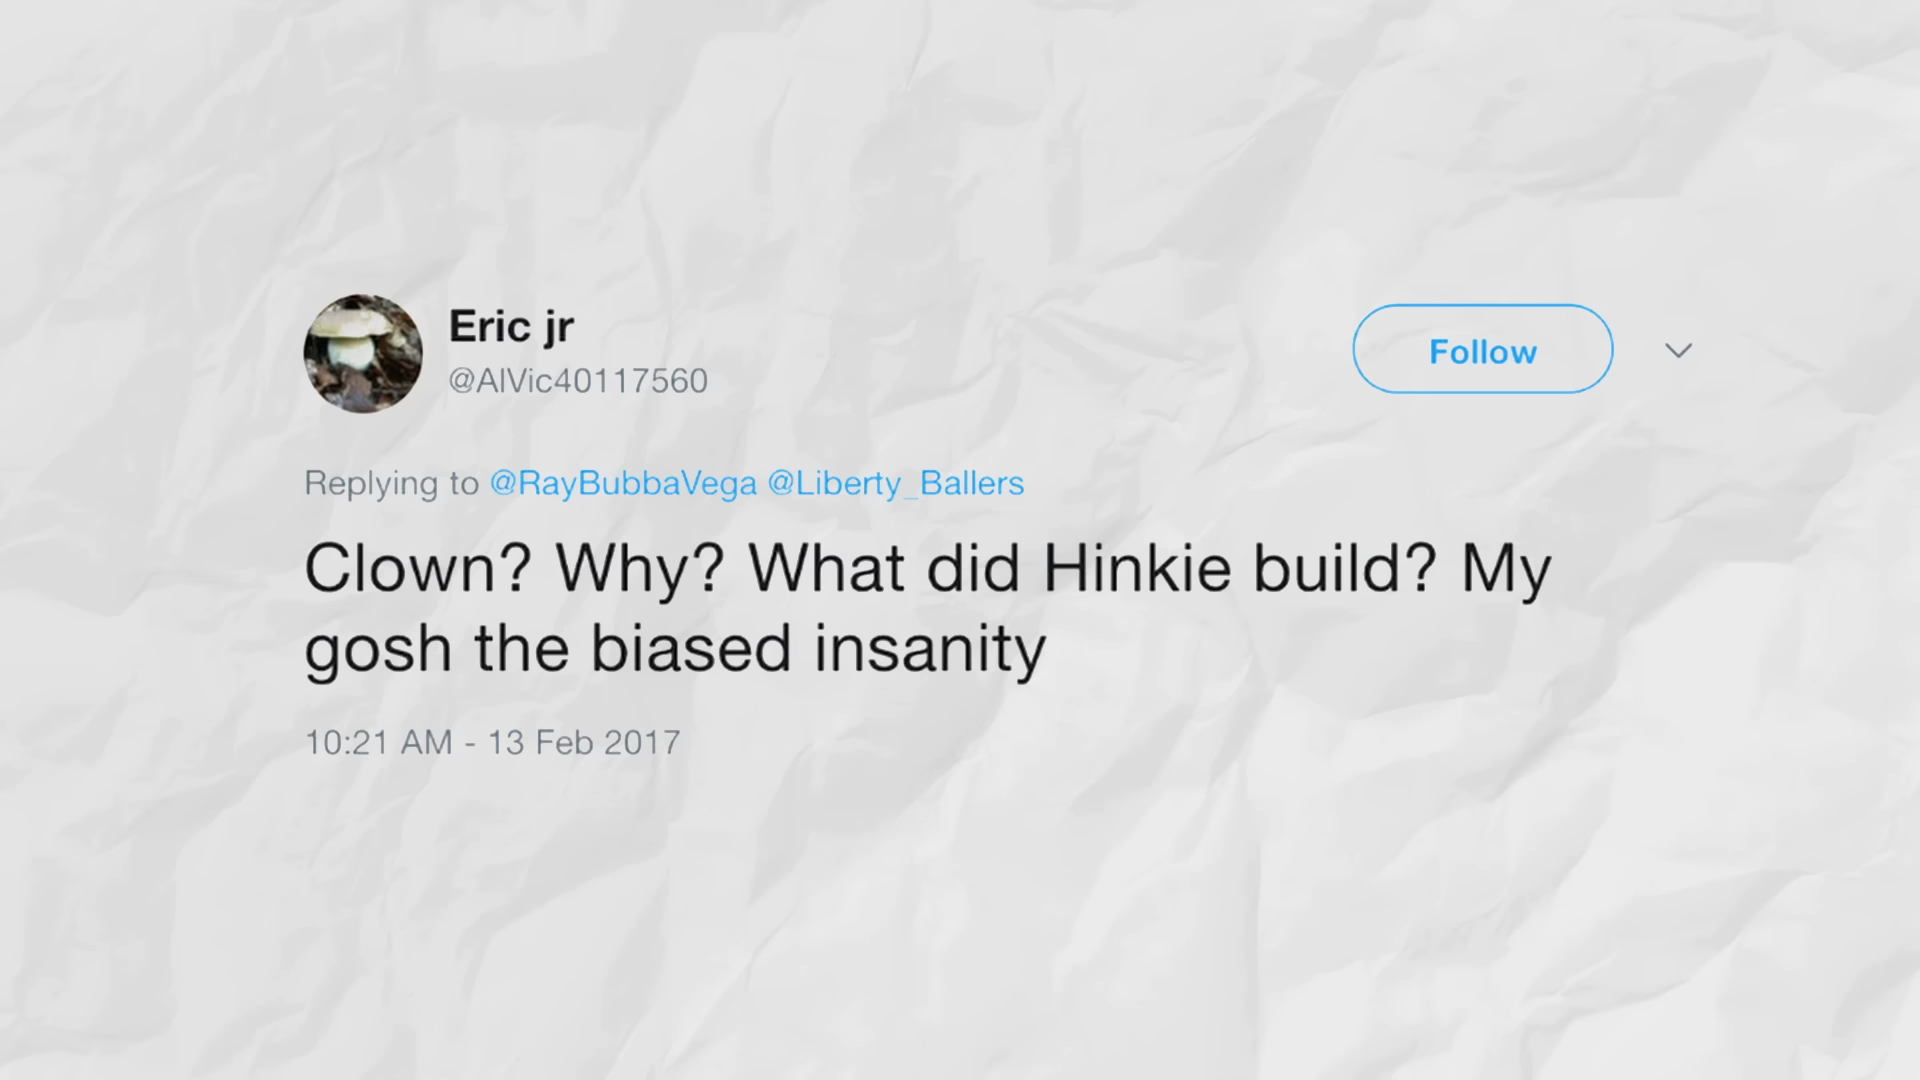 Eric jr
@AlVic40117560
Follow
Replying to @RayBubbaVega @Liberty_Ballers
Clown? Why? What did Hinkie build? My
gosh the biased insanity
10:21 AM - 13 Feb 2017